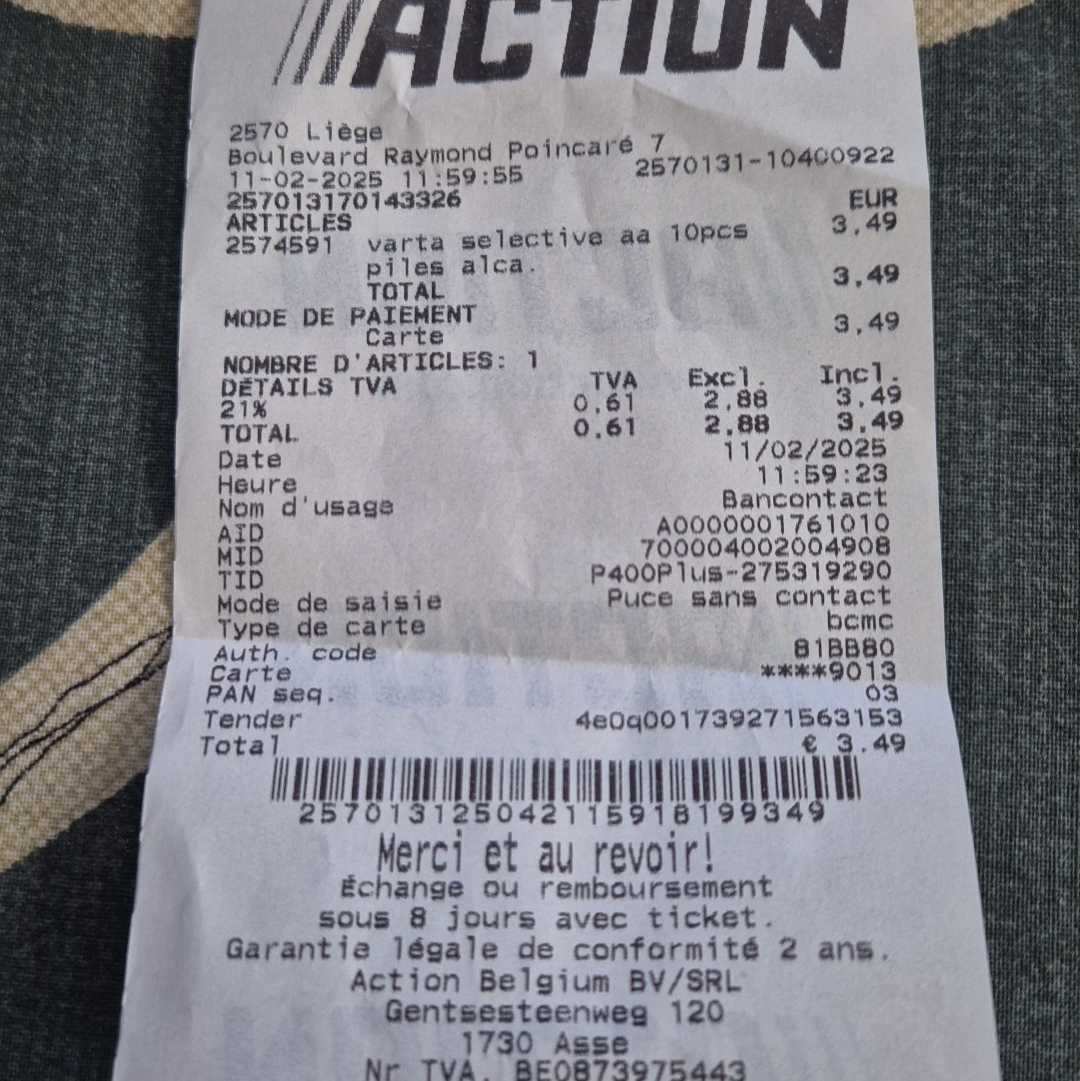 ACTION
2570 Liège
Boulevard Raymond Poincaré 7
11-02-2025 11:59:55 2570131-10400922
257013170143326 EUR
ARTICLES 3,49
2574591 varta selective aa 10pcs
piles alca. 3,49
TOTAL
MODE DE PAIEMENT 3,49
Carte
NOMBRE D'ARTICLES: 1
DÉTAILS TVA TVA Excl. Incl.
21% 0,61 2,88 3,49
TOTAL 0,61 2,88 3,49
Date 11/02/2025
Heure 11:59:23
Nom d'usage Bancontact
AID A0000001761010
MID 700004002004908
TID P400Plus-275319290
Mode de saisie Puce sans contact
Type de carte bcmc
Auth. code 81BB80
Carte ****9013
PAN seq. 03
Tender 4e0q001739271563153
Total € 3.49
2570131250421159181993​49
Merci et au revoir!
Échange ou remboursement
sous 8 jours avec ticket.
Garantie légale de conformité 2 ans.
Action Belgium BV/SRL
Gentsesteenweg 120
1730 Asse
Nr TVA. BE0873975443